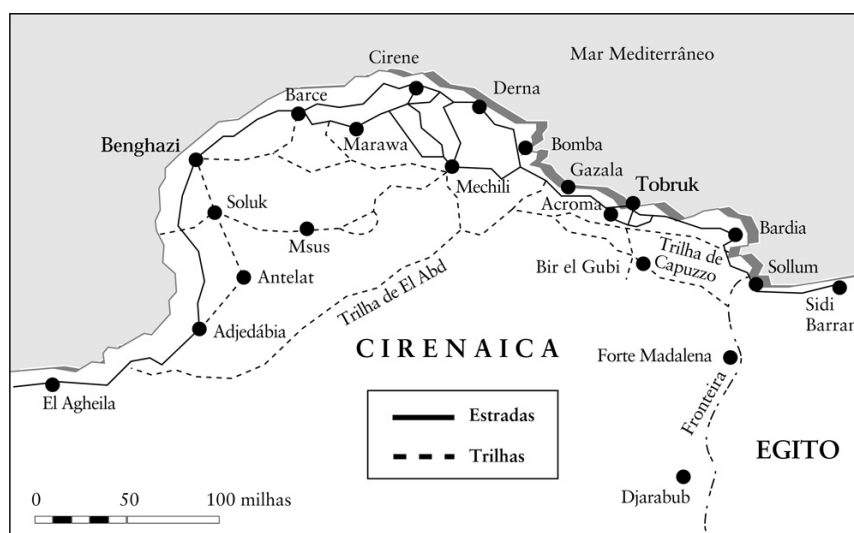 Mar Mediterrâneo
Cirene
Derna
Barce
Benghazi
Marawa
Bomba
Mechili
Gazala
Tobruk
Acroma
Bardia
Soluk
Msus
Trilha de
Capuzzo
Bir el Gubi
Sollum
Antelat
Trilha de El Abd
Sidi
Barran
Adjedábia
CIRENAICA
Forte Madalena
El Agheila
Fronteira
Estradas
Trilhas
EGITO
Djarabub
0 50 100 milhas